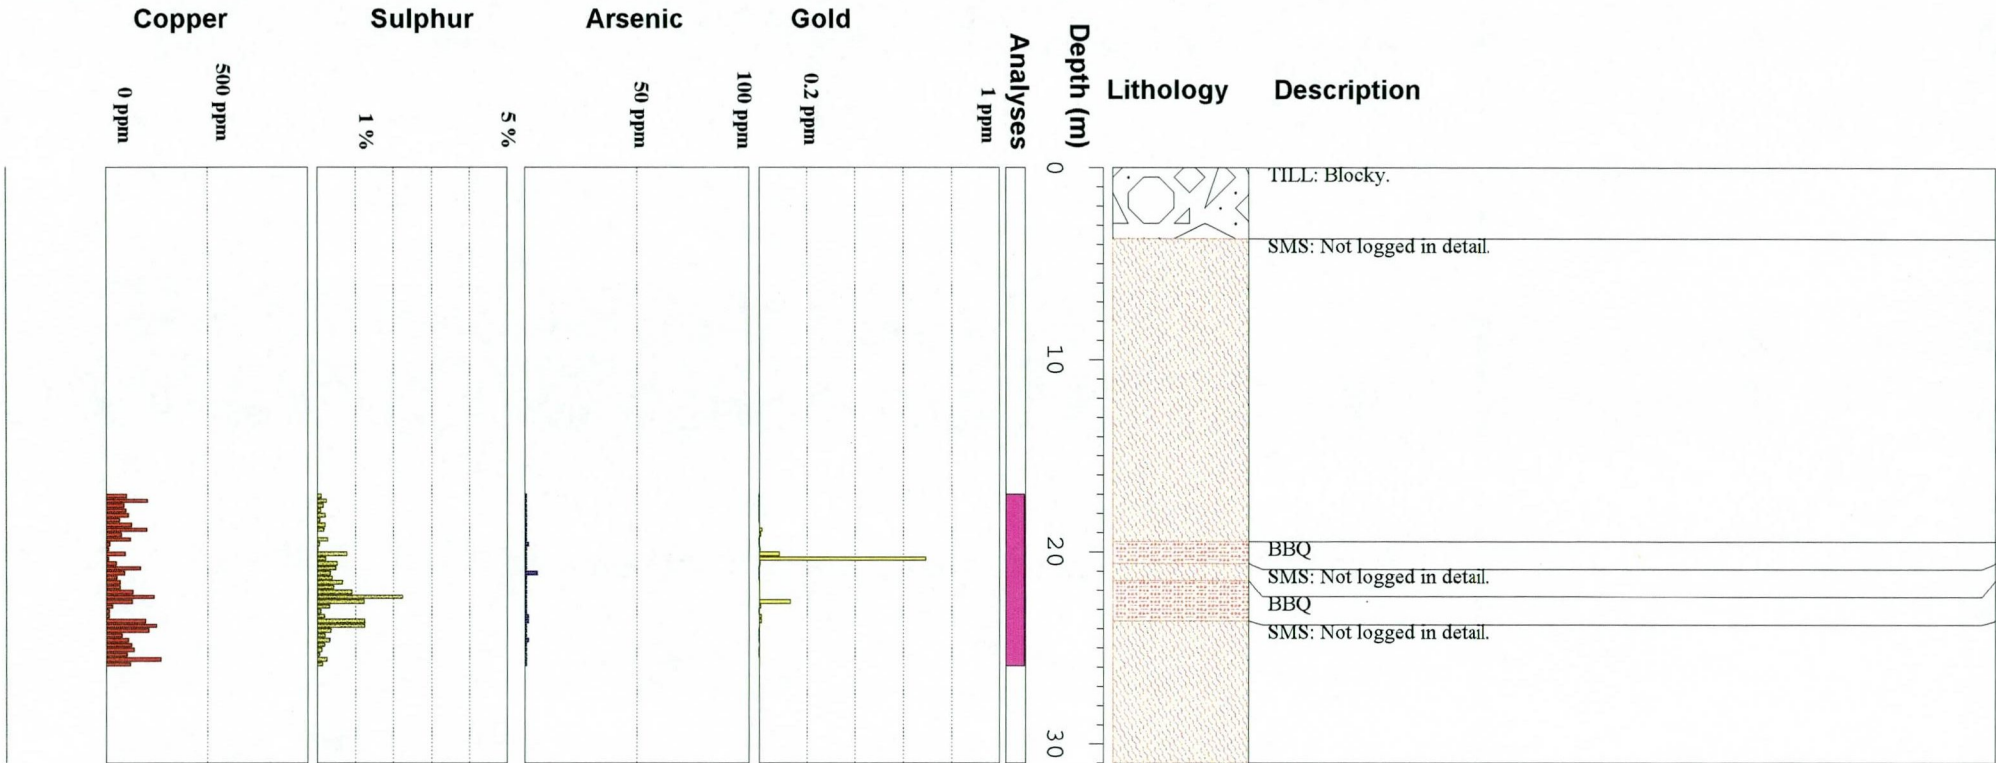 Copper
Sulphur
Arsenic
Gold
Analyses
Depth (m)
Lithology
Description
0 ppm
500 ppm
1 %
5 %
50 ppm
100 ppm
0.2 ppm
1 ppm
0
TILL: Blocky.
SMS: Not logged in detail.
10
20
BBQ
SMS: Not logged in detail.
BBQ
SMS: Not logged in detail.
30